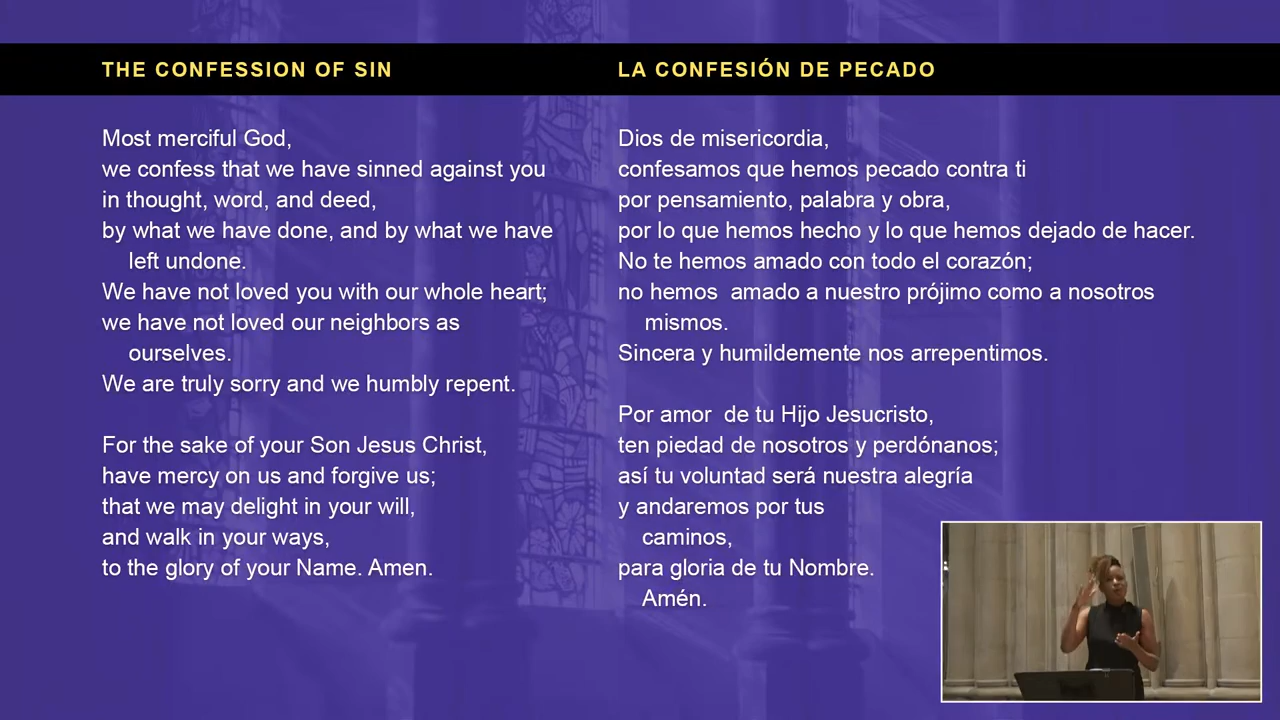 THE CONFESSION OF SIN
Most merciful God,
we confess that we have sinned against you
in thought, word, and deed,
by what we have done, and by what we have
left undone.
We have not loved you with our whole heart;
we have not loved our neighbors as
ourselves.
We are truly sorry and we humbly repent.
For the sake of your Son Jesus Christ,
have mercy on us and forgive us;
that we may delight in your will,
and walk in your ways,
to the glory of your Name. Amen.
LA CONFESIÓN DE PECADO
Dios de misericordia,
confesamos que hemos pecado contra ti
por pensamiento, palabra y obra,
por lo que hemos hecho y lo que hemos dejado de hacer.
No te hemos amado con todo el corazón;
no hemos  amado a nuestro prójimo como a nosotros
mismos.
Sincera y humildemente nos arrepentimos.
Por amor  de tu Hijo Jesucristo,
ten piedad de nosotros y perdónanos;
así tu voluntad será nuestra alegría
y andaremos por tus
caminos,
para gloria de tu Nombre.
Amén.